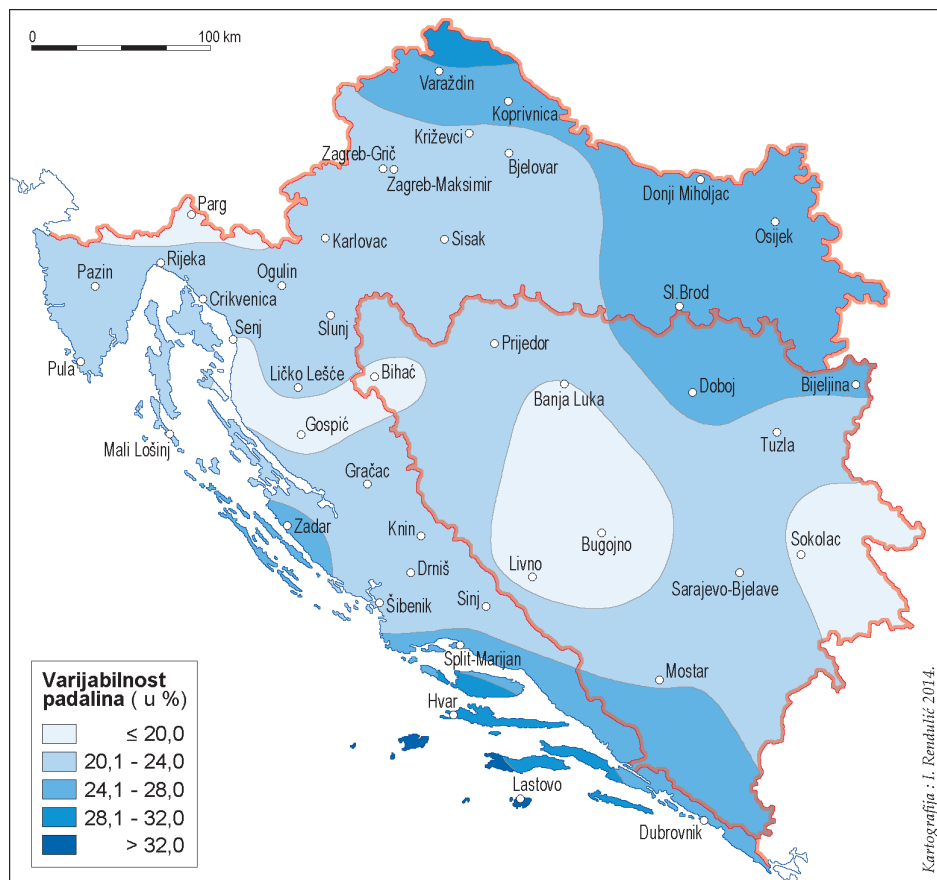 0 100 km
Varaždin
Koprivnica
Križevci
Bjelovar
Zagreb-Grič
Zagreb-Maksimir
Donji Miholjac
Parg
Osijek
Karlovac
Sisak
Rijeka
Pazin
Ogulin
Crikvenica
Sl.Brod
Senj
Slunj
Prijedor
Pula
Ličko Lešće
Bihać
Banja Luka
Doboj
Bijeljina
Gospić
Mali Lošinj
Tuzla
Gračac
Zadar
Knin
Bugojno
Sokolac
Livno
Drniš
Sarajevo-Bjelave
Šibenik
Sinj
Split-Marijan
Mostar
Hvar
Lastovo
Dubrovnik
Varijabilnost
padalina ( u %)
≤ 20,0
20,1 - 24,0
24,1 - 28,0
28,1 - 32,0
> 32,0
Kartografija : I. Rendulić 2014.